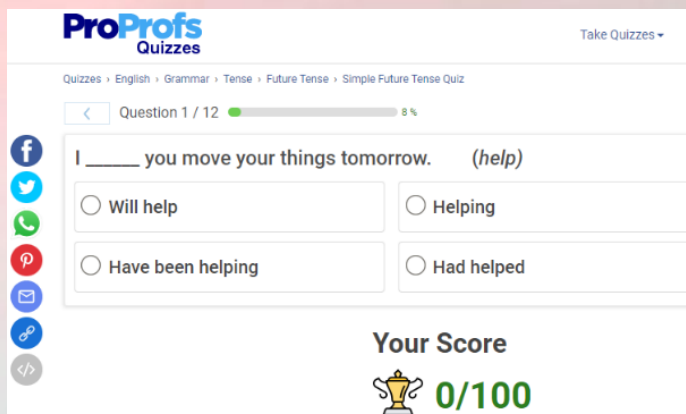 ProProfs
Quizzes
Take Quizzes
Quizzes › English › Grammar › Tense › Future Tense › Simple Future Tense Quiz
Question 1 / 12 8 %
I ______ you move your things tomorrow. (help)
Will help
Helping
Have been helping
Had helped
Your Score
0/100